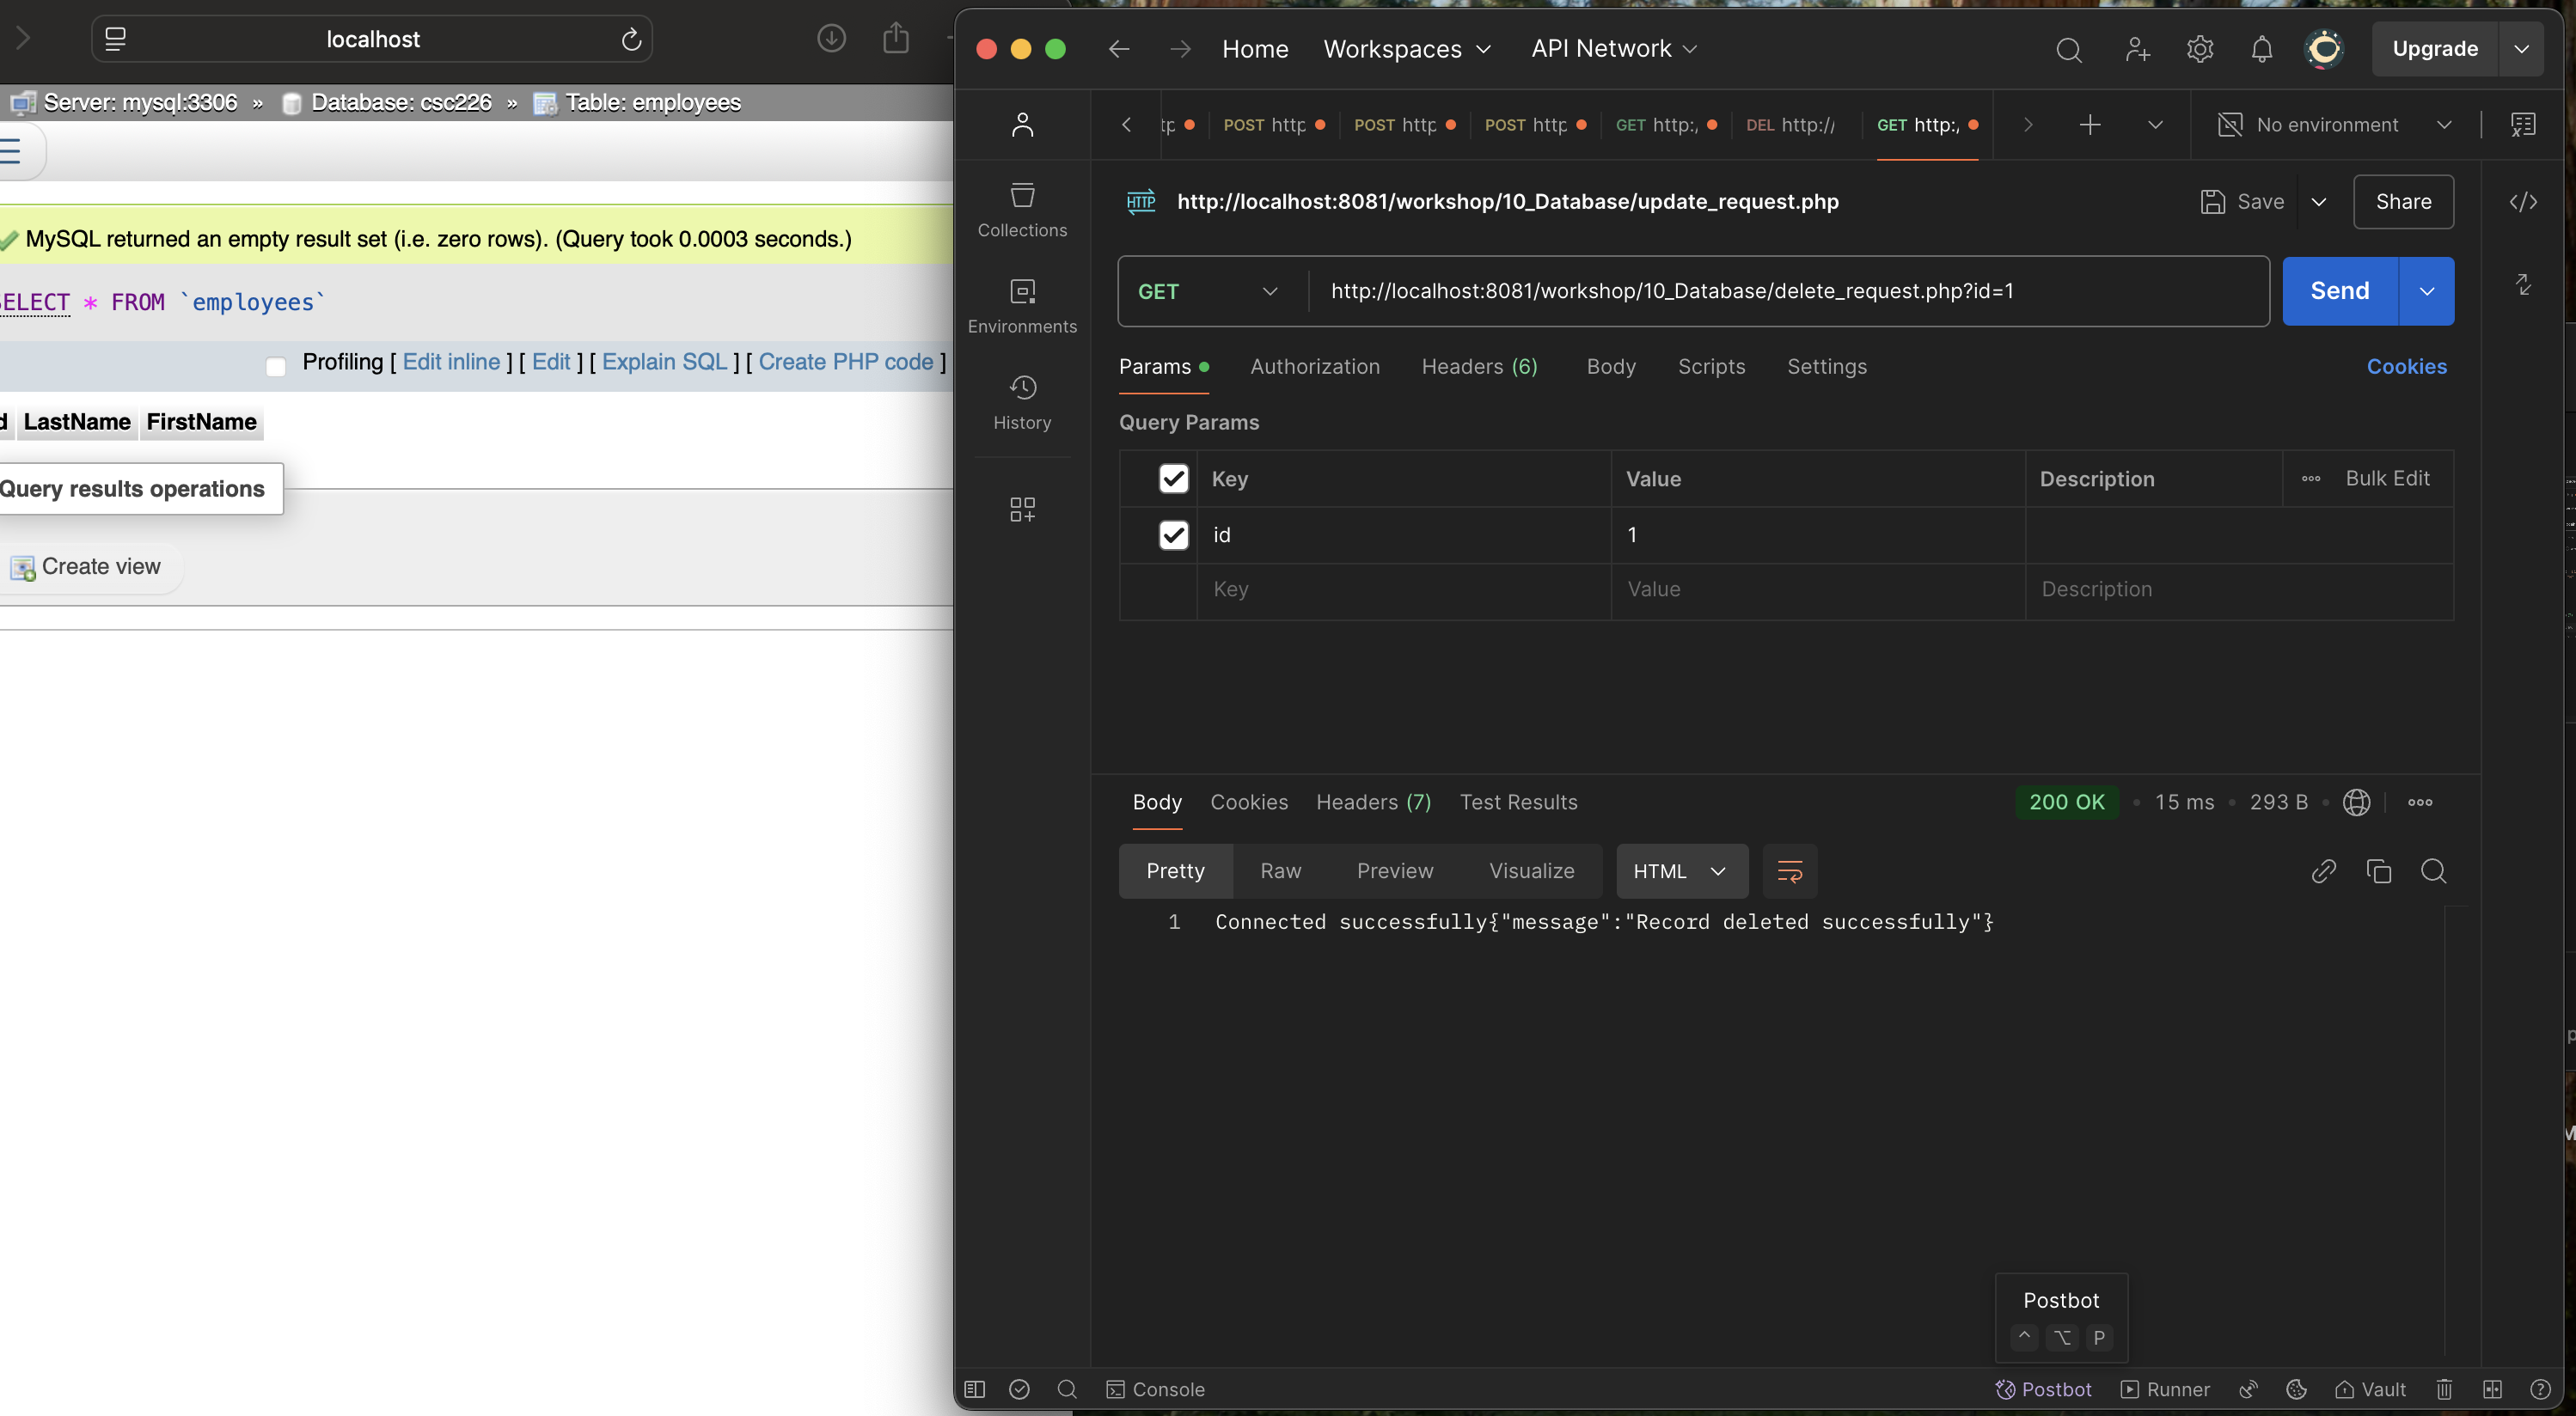 localhost
Server: mysql:3306 » Database: csc226 » Table: employees
MySQL returned an empty result set (i.e. zero rows). (Query took 0.0003 seconds.)
SELECT * FROM `employees`
Profiling [ Edit inline ] [ Edit ] [ Explain SQL ] [ Create PHP code ]
d LastName FirstName
Query results operations
Create view
Home Workspaces API Network Upgrade
tp POST http POST http POST http GET http:/ DEL http:// GET http:/ No environment
HTTP http://localhost:8081/workshop/10_Database/update_request.php Save Share
Collections
Environments
History
GET http://localhost:8081/workshop/10_Database/delete_request.php?id=1 Send
Params Authorization Headers (6) Body Scripts Settings Cookies
Query Params
Key Value Description Bulk Edit
id 1
Key Value Description
Body Cookies Headers (7) Test Results 200 OK 15 ms 293 B
Pretty Raw Preview Visualize HTML
1 Connected successfully{"message":"Record deleted successfully"}
Postbot
^ ⌥ P
Console Postbot Runner Vault